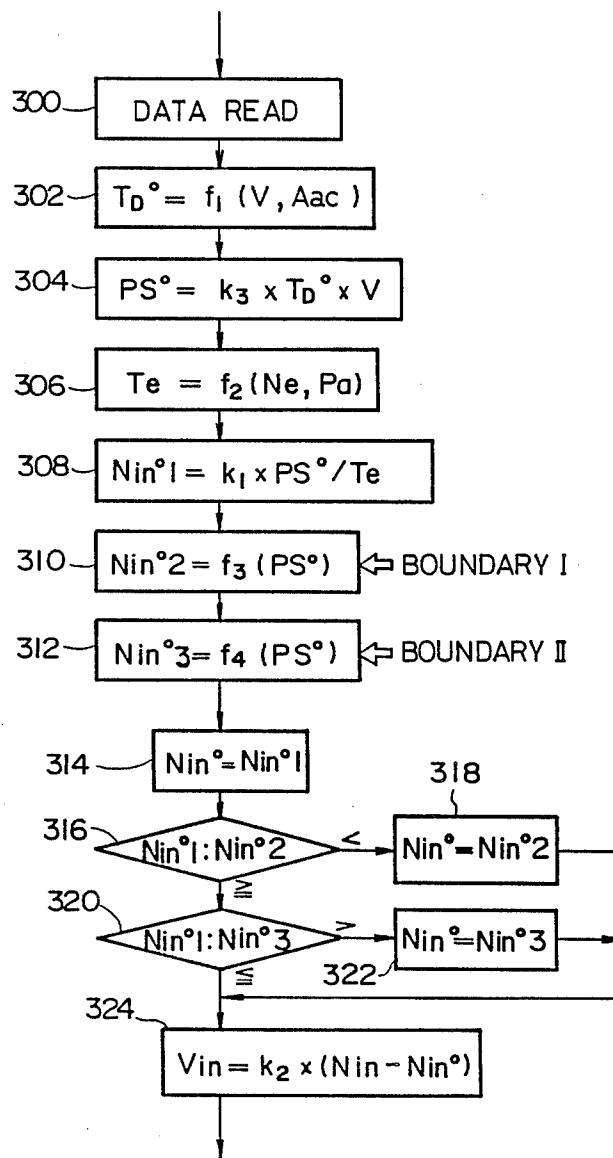 300 DATA READ
302 T_D° = f₁ (V, Aac)
304 PS° = k₃ × T_D° × V
306 Te = f₂ (Ne, Pa)
308 Nin°1 = k₁ × PS° / Te
310 Nin°2 = f₃ (PS°) ⇦ BOUNDARY I
312 Nin°3 = f₄ (PS°) ⇦ BOUNDARY II
314 Nin° = Nin°1
318
316 Nin°1 : Nin°2 < Nin° = Nin°2
≧
320 Nin°1 : Nin°3 > Nin° = Nin°3
322
≦
324
Vin = k₂ × (Nin − Nin°)